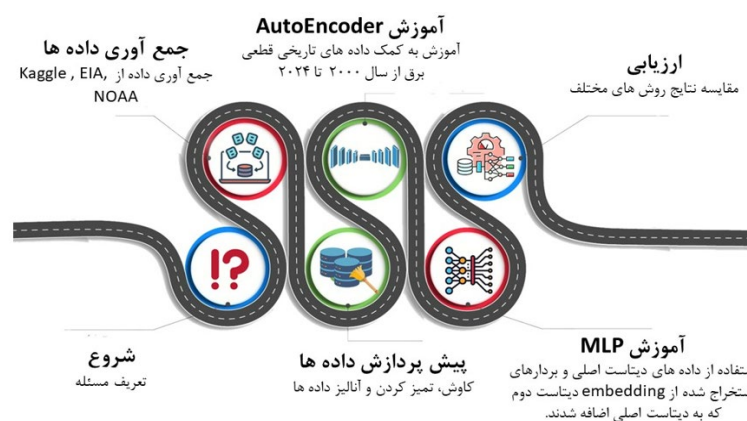 آموزش AutoEncoder
آموزش به کمک داده های تاریخی قطعی
برق از سال ۲۰۰۰ تا ۲۰۲۴
جمع آوری داده ها
جمع آوری داده از Kaggle , EIA,
NOAA
ارزیابی
مقایسه نتایج روش های مختلف
!?
شروع
تعریف مسئله
پیش پردازش داده ها
کاوش، تمیز کردن و آنالیز داده ها
آموزش MLP
ستفاده از داده های دیتاست اصلی و بردارهای
ستخراج شده از embedding دیتاست دوم
که به دیتاست اصلی اضافه شدند.